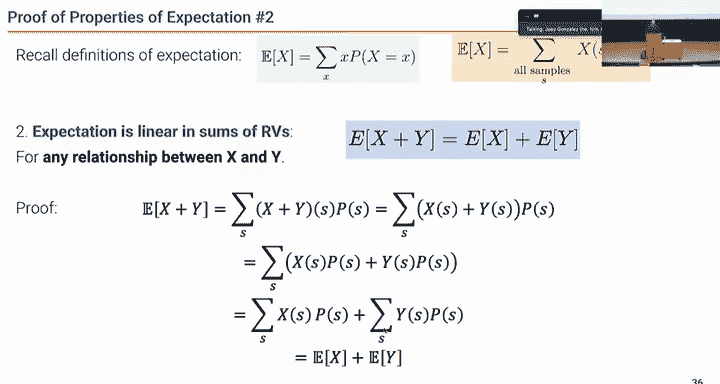 Proof of Properties of Expectation #2
Recall definitions of expectation: 𝔼[X] = ∑ₓ xP(X = x)
𝔼[X] = ∑ X(
all samples
s
2. Expectation is linear in sums of RVs:
E[X + Y] = E[X] + E[Y]
For any relationship between X and Y.
Proof: 𝔼[X + Y] = ∑ₛ (X + Y)(s)P(s) = ∑ₛ (X(s) + Y(s))P(s)
= ∑ₛ (X(s)P(s) + Y(s)P(s))
= ∑ₛ X(s) P(s) + ∑ₛ Y(s)P(s)
= 𝔼[X] + 𝔼[Y]
36